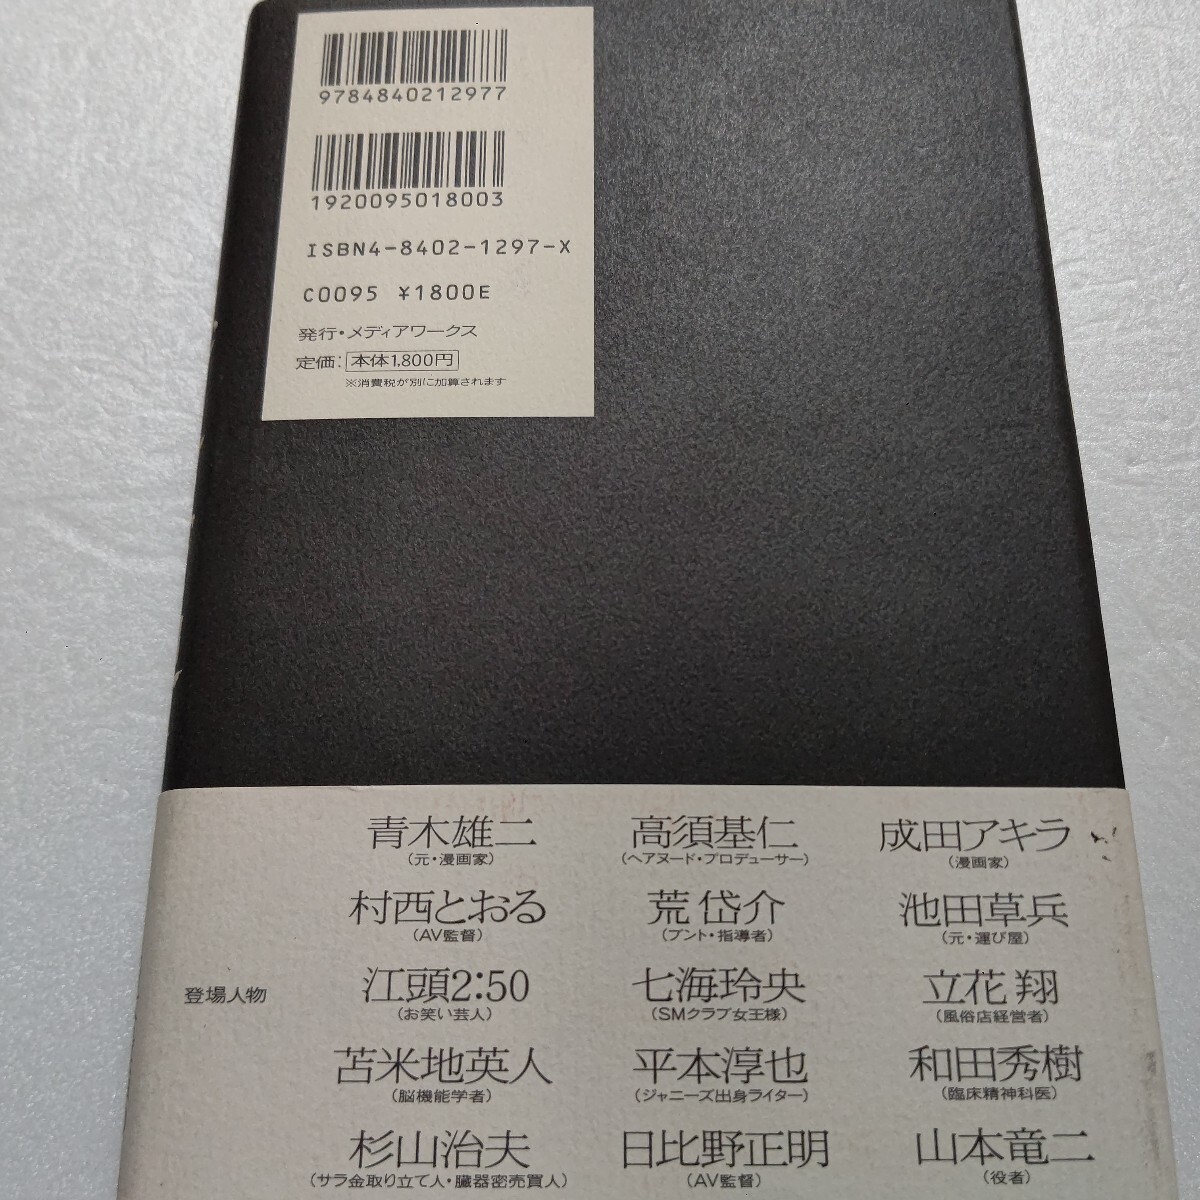 9784840212977
1920095018003
ISBN4-8402-1297-X
C0095 ¥1800E
発行・メディアワークス
定価：本体1,800円
※消費税が別に加算されます
青木雄二 高須基仁 成田アキラ
（元・漫画家） （ヘアヌード・プロデューサー） （漫画家）
村西とおる 荒岱介 池田草兵
（AV監督） （ブント・指導者） （元・運び屋）
登場人物
江頭2:50 七海玲央 立花翔
（お笑い芸人） （SMクラブ女王様） （風俗店経営者）
苫米地英人 平本淳也 和田秀樹
（脳機能学者） （ジャニーズ出身ライター） （臨床精神科医）
杉山治夫 日比野正明 山本竜二
（サラ金取り立て人・臓器密売買人） （AV監督） （役者）